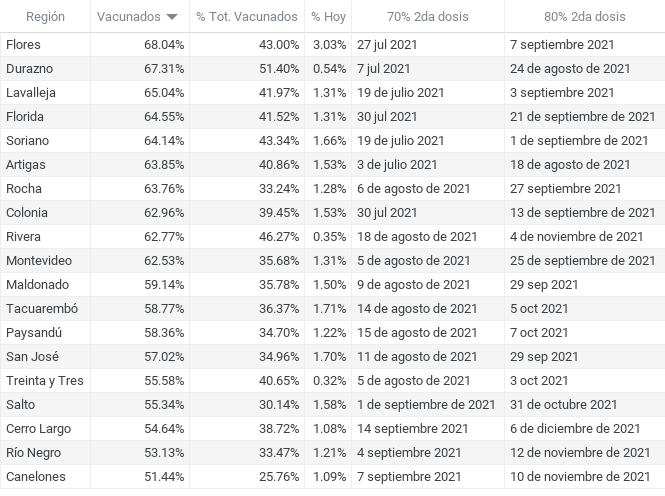 Región Vacunados % Tot. Vacunados % Hoy 70% 2da dosis 80% 2da dosis
Flores 68.04% 43.00% 3.03% 27 jul 2021 7 septiembre 2021
Durazno 67.31% 51.40% 0.54% 7 jul 2021 24 de agosto de 2021
Lavalleja 65.04% 41.97% 1.31% 19 de julio 2021 3 septiembre 2021
Florida 64.55% 41.52% 1.31% 30 jul 2021 21 de septiembre de 2021
Soriano 64.14% 43.34% 1.66% 19 de julio 2021 1 de septiembre de 2021
Artigas 63.85% 40.86% 1.53% 3 de julio 2021 18 de agosto de 2021
Rocha 63.76% 33.24% 1.28% 6 de agosto de 2021 27 septiembre 2021
Colonia 62.96% 39.45% 1.53% 30 jul 2021 13 de septiembre de 2021
Rivera 62.77% 46.27% 0.35% 18 de agosto de 2021 4 de noviembre de 2021
Montevideo 62.53% 35.68% 1.31% 5 de agosto de 2021 25 de septiembre de 2021
Maldonado 59.14% 35.78% 1.50% 9 de agosto de 2021 29 sep 2021
Tacuarembó 58.77% 36.37% 1.71% 14 de agosto de 2021 5 oct 2021
Paysandú 58.36% 34.70% 1.22% 15 de agosto de 2021 7 oct 2021
San José 57.02% 34.96% 1.70% 11 de agosto de 2021 29 sep 2021
Treinta y Tres 55.58% 40.65% 0.32% 5 de agosto de 2021 3 oct 2021
Salto 55.34% 30.14% 1.58% 1 de septiembre de 2021 31 de octubre de 2021
Cerro Largo 54.64% 38.72% 1.08% 14 septiembre 2021 6 de diciembre de 2021
Río Negro 53.13% 33.47% 1.21% 4 septiembre 2021 12 de noviembre de 2021
Canelones 51.44% 25.76% 1.09% 7 septiembre 2021 10 de noviembre de 2021